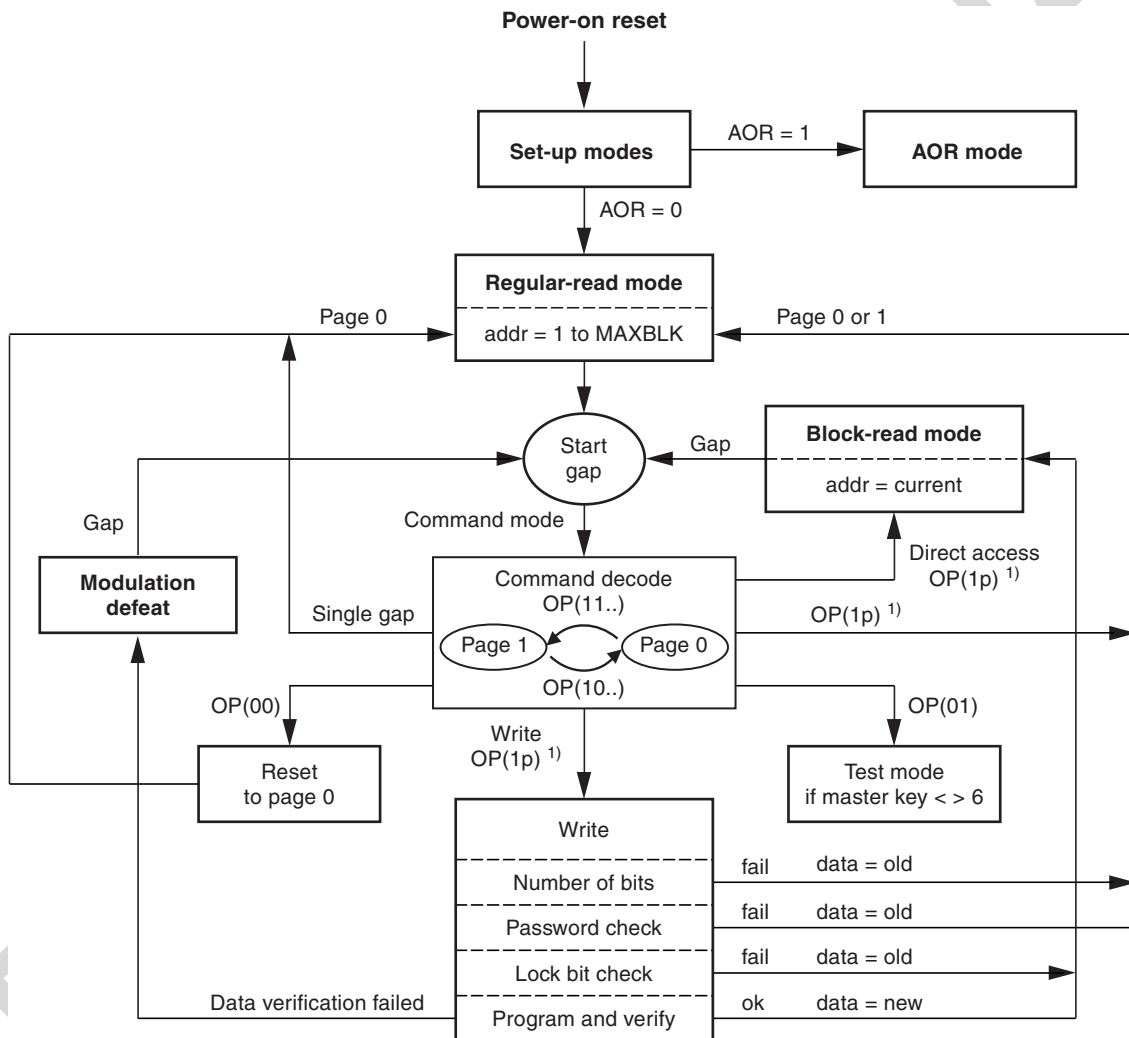 Power-on reset
Set-up modes
AOR = 1
AOR mode
AOR = 0
Regular-read mode
addr = 1 to MAXBLK
Page 0
Page 0 or 1
Start
gap
Gap
Block-read mode
addr = current
Command mode
Gap
Modulation
defeat
Direct access
OP(1p) 1)
Command decode
OP(11..)
Page 1
Page 0
OP(10..)
Single gap
OP(1p) 1)
OP(00)
OP(01)
Reset
to page 0
Write
OP(1p) 1)
Test mode
if master key < > 6
Write
Number of bits
fail data = old
Password check
fail data = old
Lock bit check
fail data = old
Data verification failed
Program and verify
ok data = new